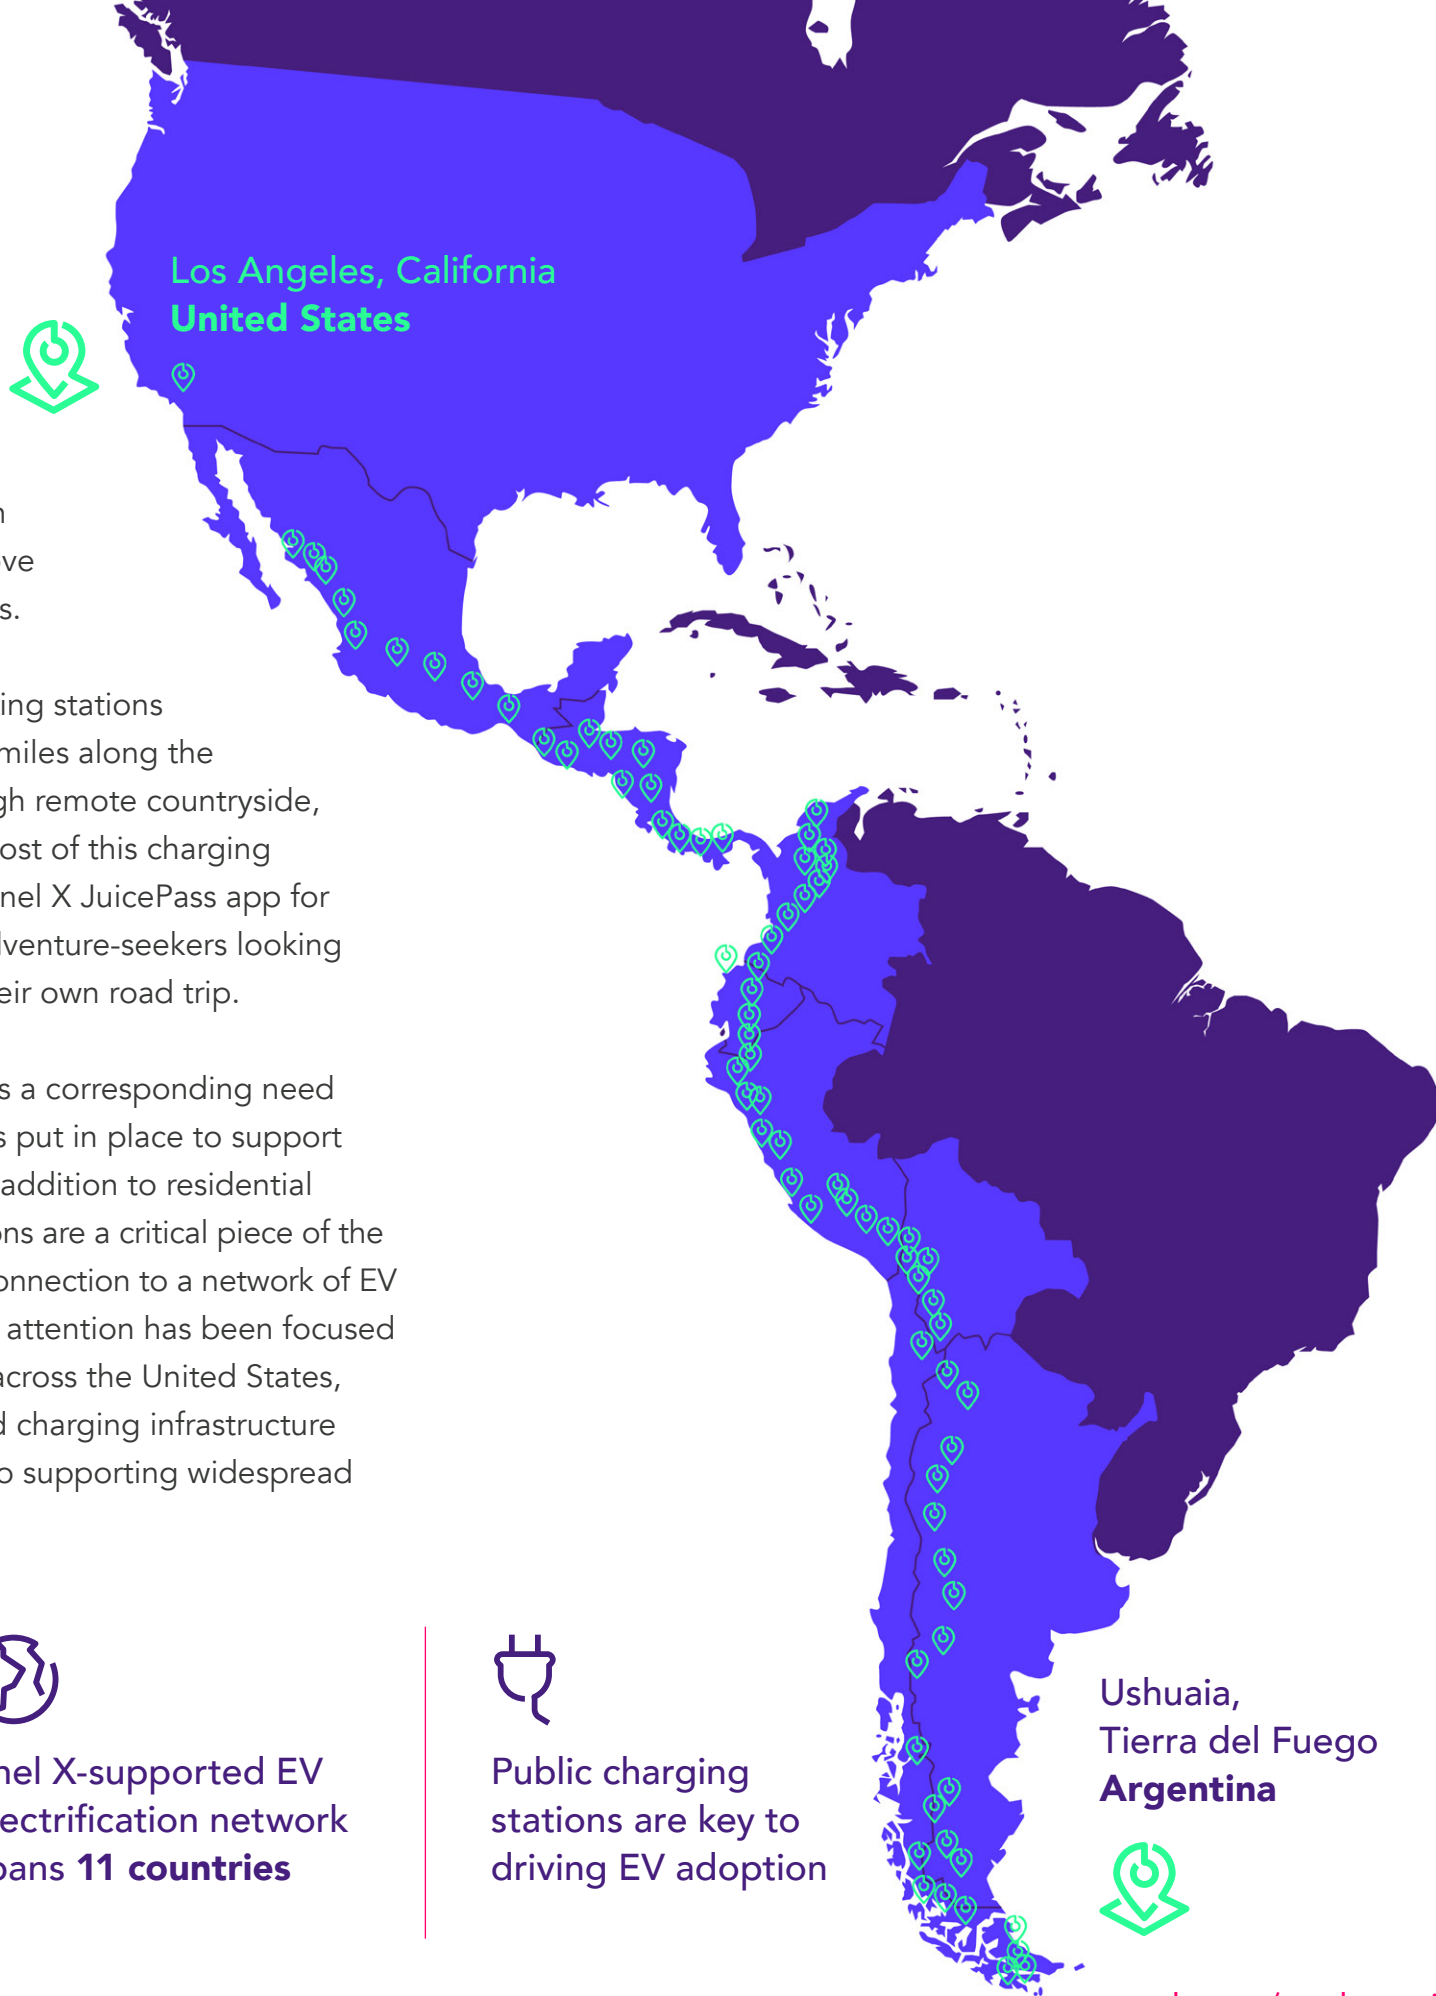 Los Angeles, California
United States
s.
ing stations
miles along the
gh remote countryside,
ost of this charging
nel X JuicePass app for
dventure-seekers looking
eir own road trip.
s a corresponding need
s put in place to support
addition to residential
ons are a critical piece of the
onnection to a network of EV
attention has been focused
across the United States,
d charging infrastructure
o supporting widespread
nel X-supported EV
ectrification network
pans 11 countries
Public charging
stations are key to
driving EV adoption
Ushuaia,
Tierra del Fuego
Argentina